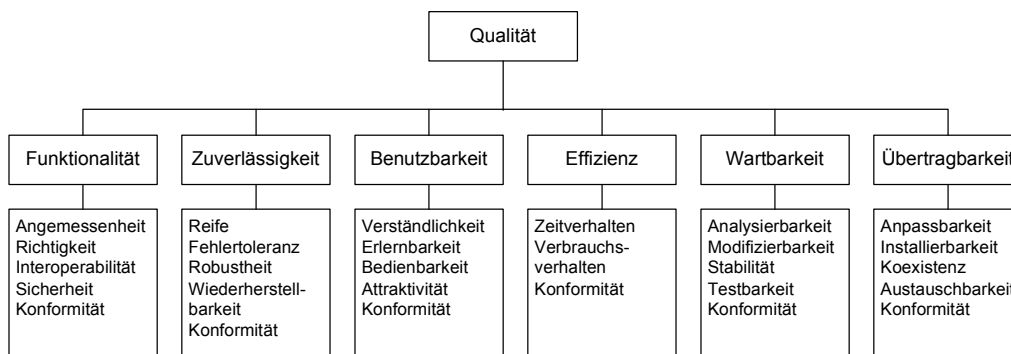 Qualität
Funktionalität
Zuverlässigkeit
Benutzbarkeit
Effizienz
Wartbarkeit
Übertragbarkeit
Angemessenheit
Richtigkeit
Interoperabilität
Sicherheit
Konformität
Reife
Fehlertoleranz
Robustheit
Wiederherstell-
barkeit
Konformität
Verständlichkeit
Erlernbarkeit
Bedienbarkeit
Attraktivität
Konformität
Zeitverhalten
Verbrauchs-
verhalten
Konformität
Analysierbarkeit
Modifizierbarkeit
Stabilität
Testbarkeit
Konformität
Anpassbarkeit
Installierbarkeit
Koexistenz
Austauschbarkeit
Konformität